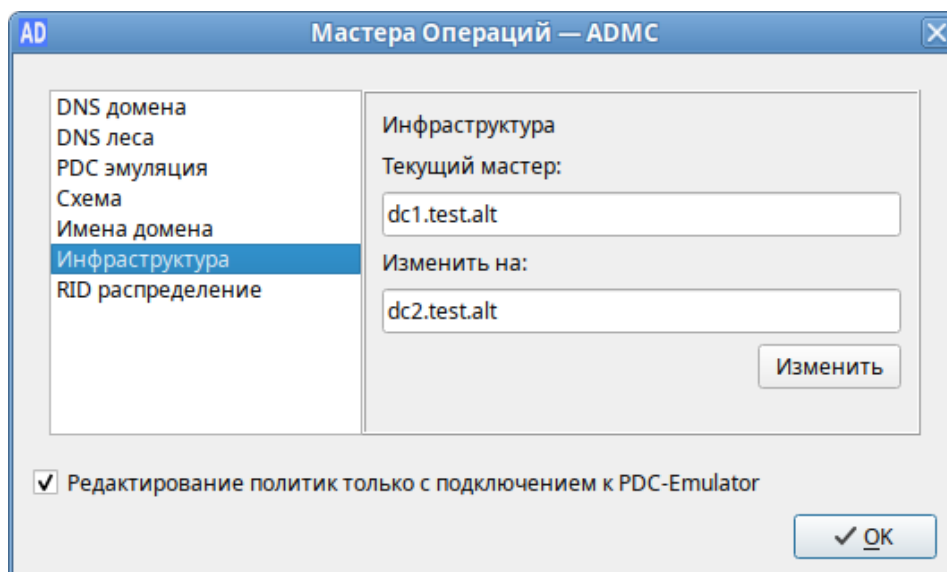 AD Мастера Операций — ADMC
DNS домена
DNS леса
PDC эмуляция
Схема
Имена домена
Инфраструктура
RID распределение
Инфраструктура
Текущий мастер:
dc1.test.alt
Изменить на:
dc2.test.alt
Изменить
Редактирование политик только с подключением к PDC-Emulator
OK